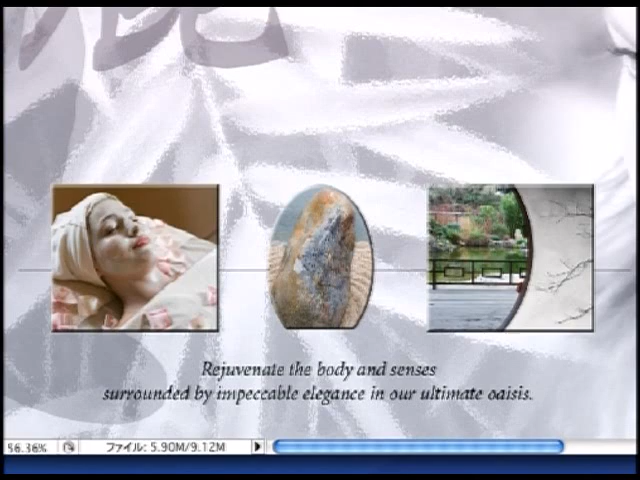 Rejuvenate the body and senses
surrounded by impeccable elegance in our ultimate oaisis.
56.36%
ファイル: 5.90M/9.12M